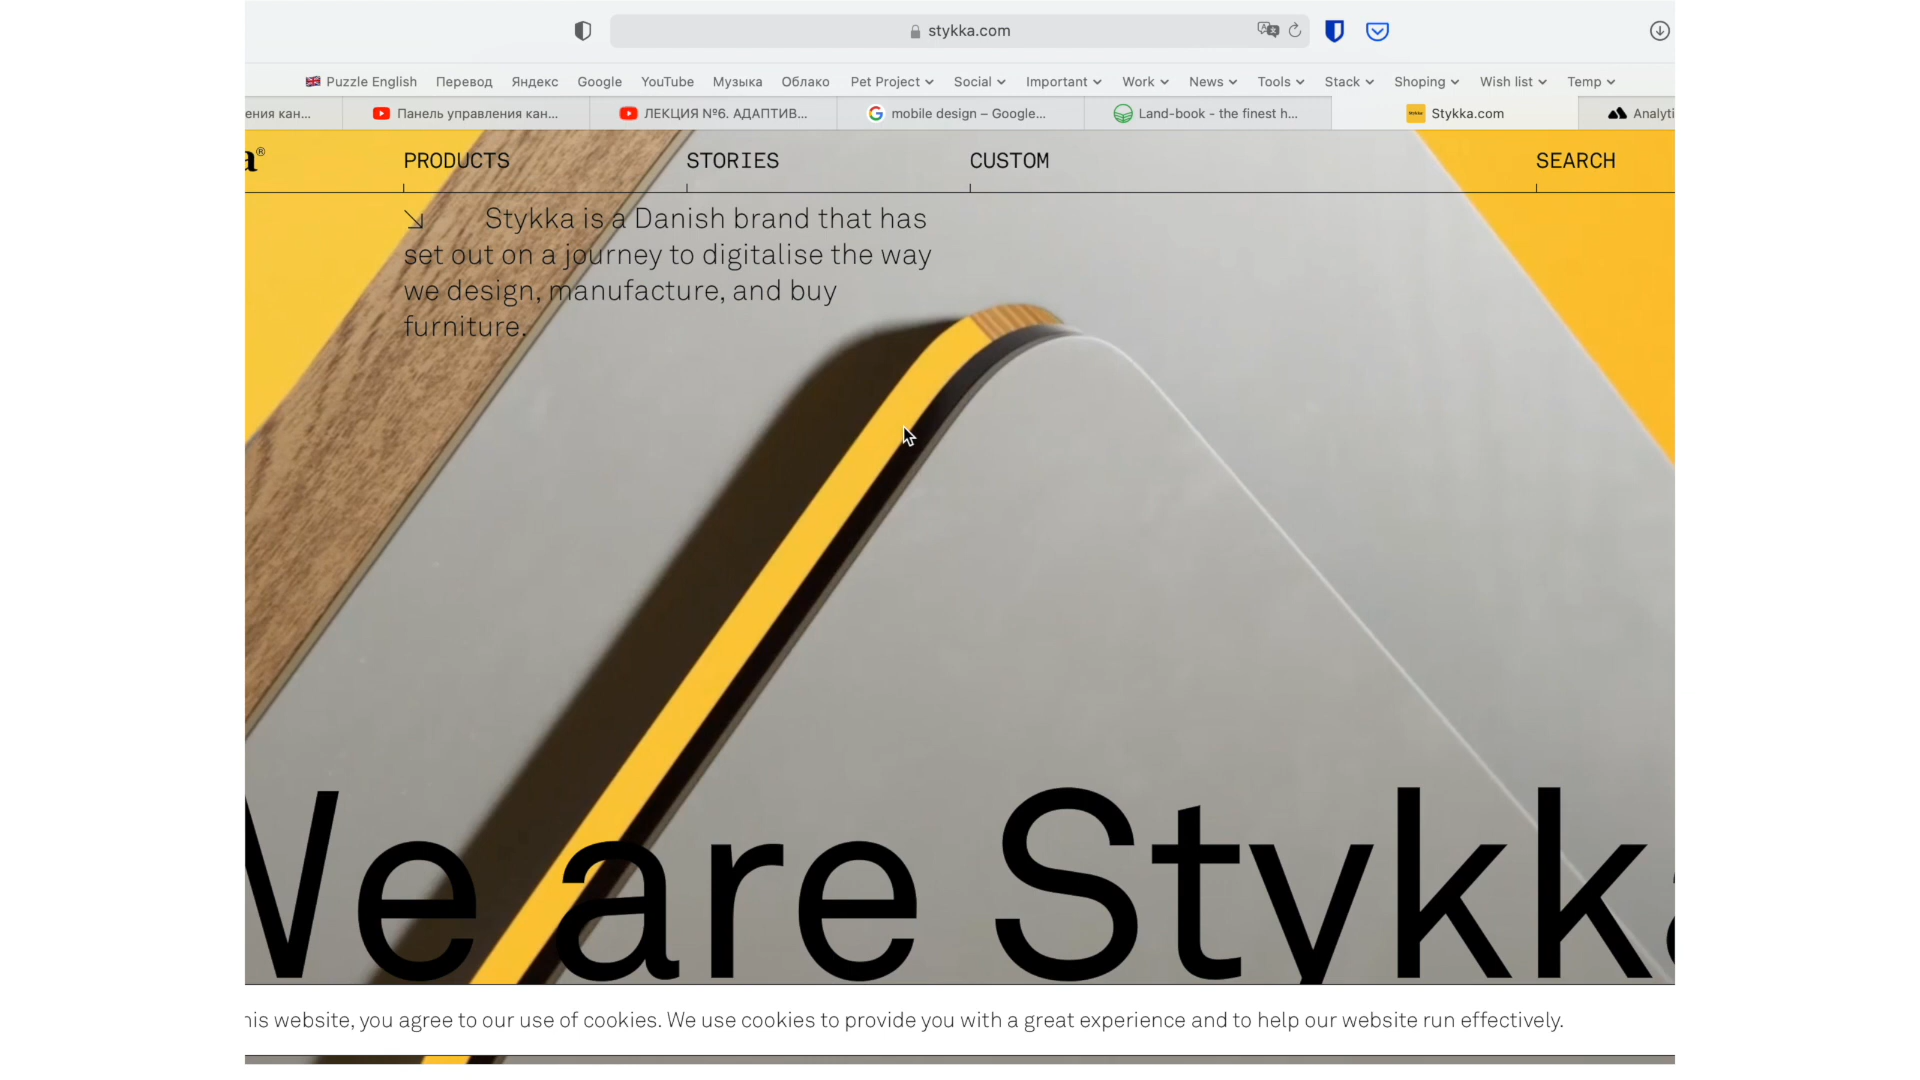 stykka.com
Puzzle English Перевод Яндекс Google YouTube Музыка Облако Pet Project Social Important Work News Tools Stack Shoping Wish list Temp
ения кан... Панель управления кан... ЛЕКЦИЯ №6. АДАПТИВ... mobile design – Google... Land-book - the finest h... Stykka.com Analyti
a® PRODUCTS STORIES CUSTOM SEARCH
Stykka is a Danish brand that has
set out on a journey to digitalise the way
we design, manufacture, and buy
furniture.
We are Stykka
his website, you agree to our use of cookies. We use cookies to provide you with a great experience and to help our website run effectively.